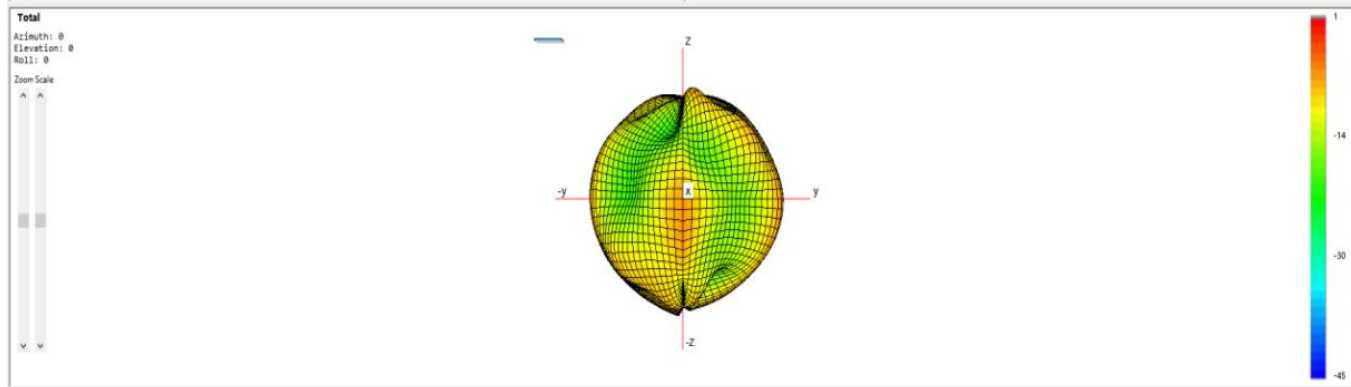 Total
Azimuth: 0
Elevation: 0
Roll: 0
Zoom Scale
Z
-y
x
y
-Z
1
-14
-30
-45